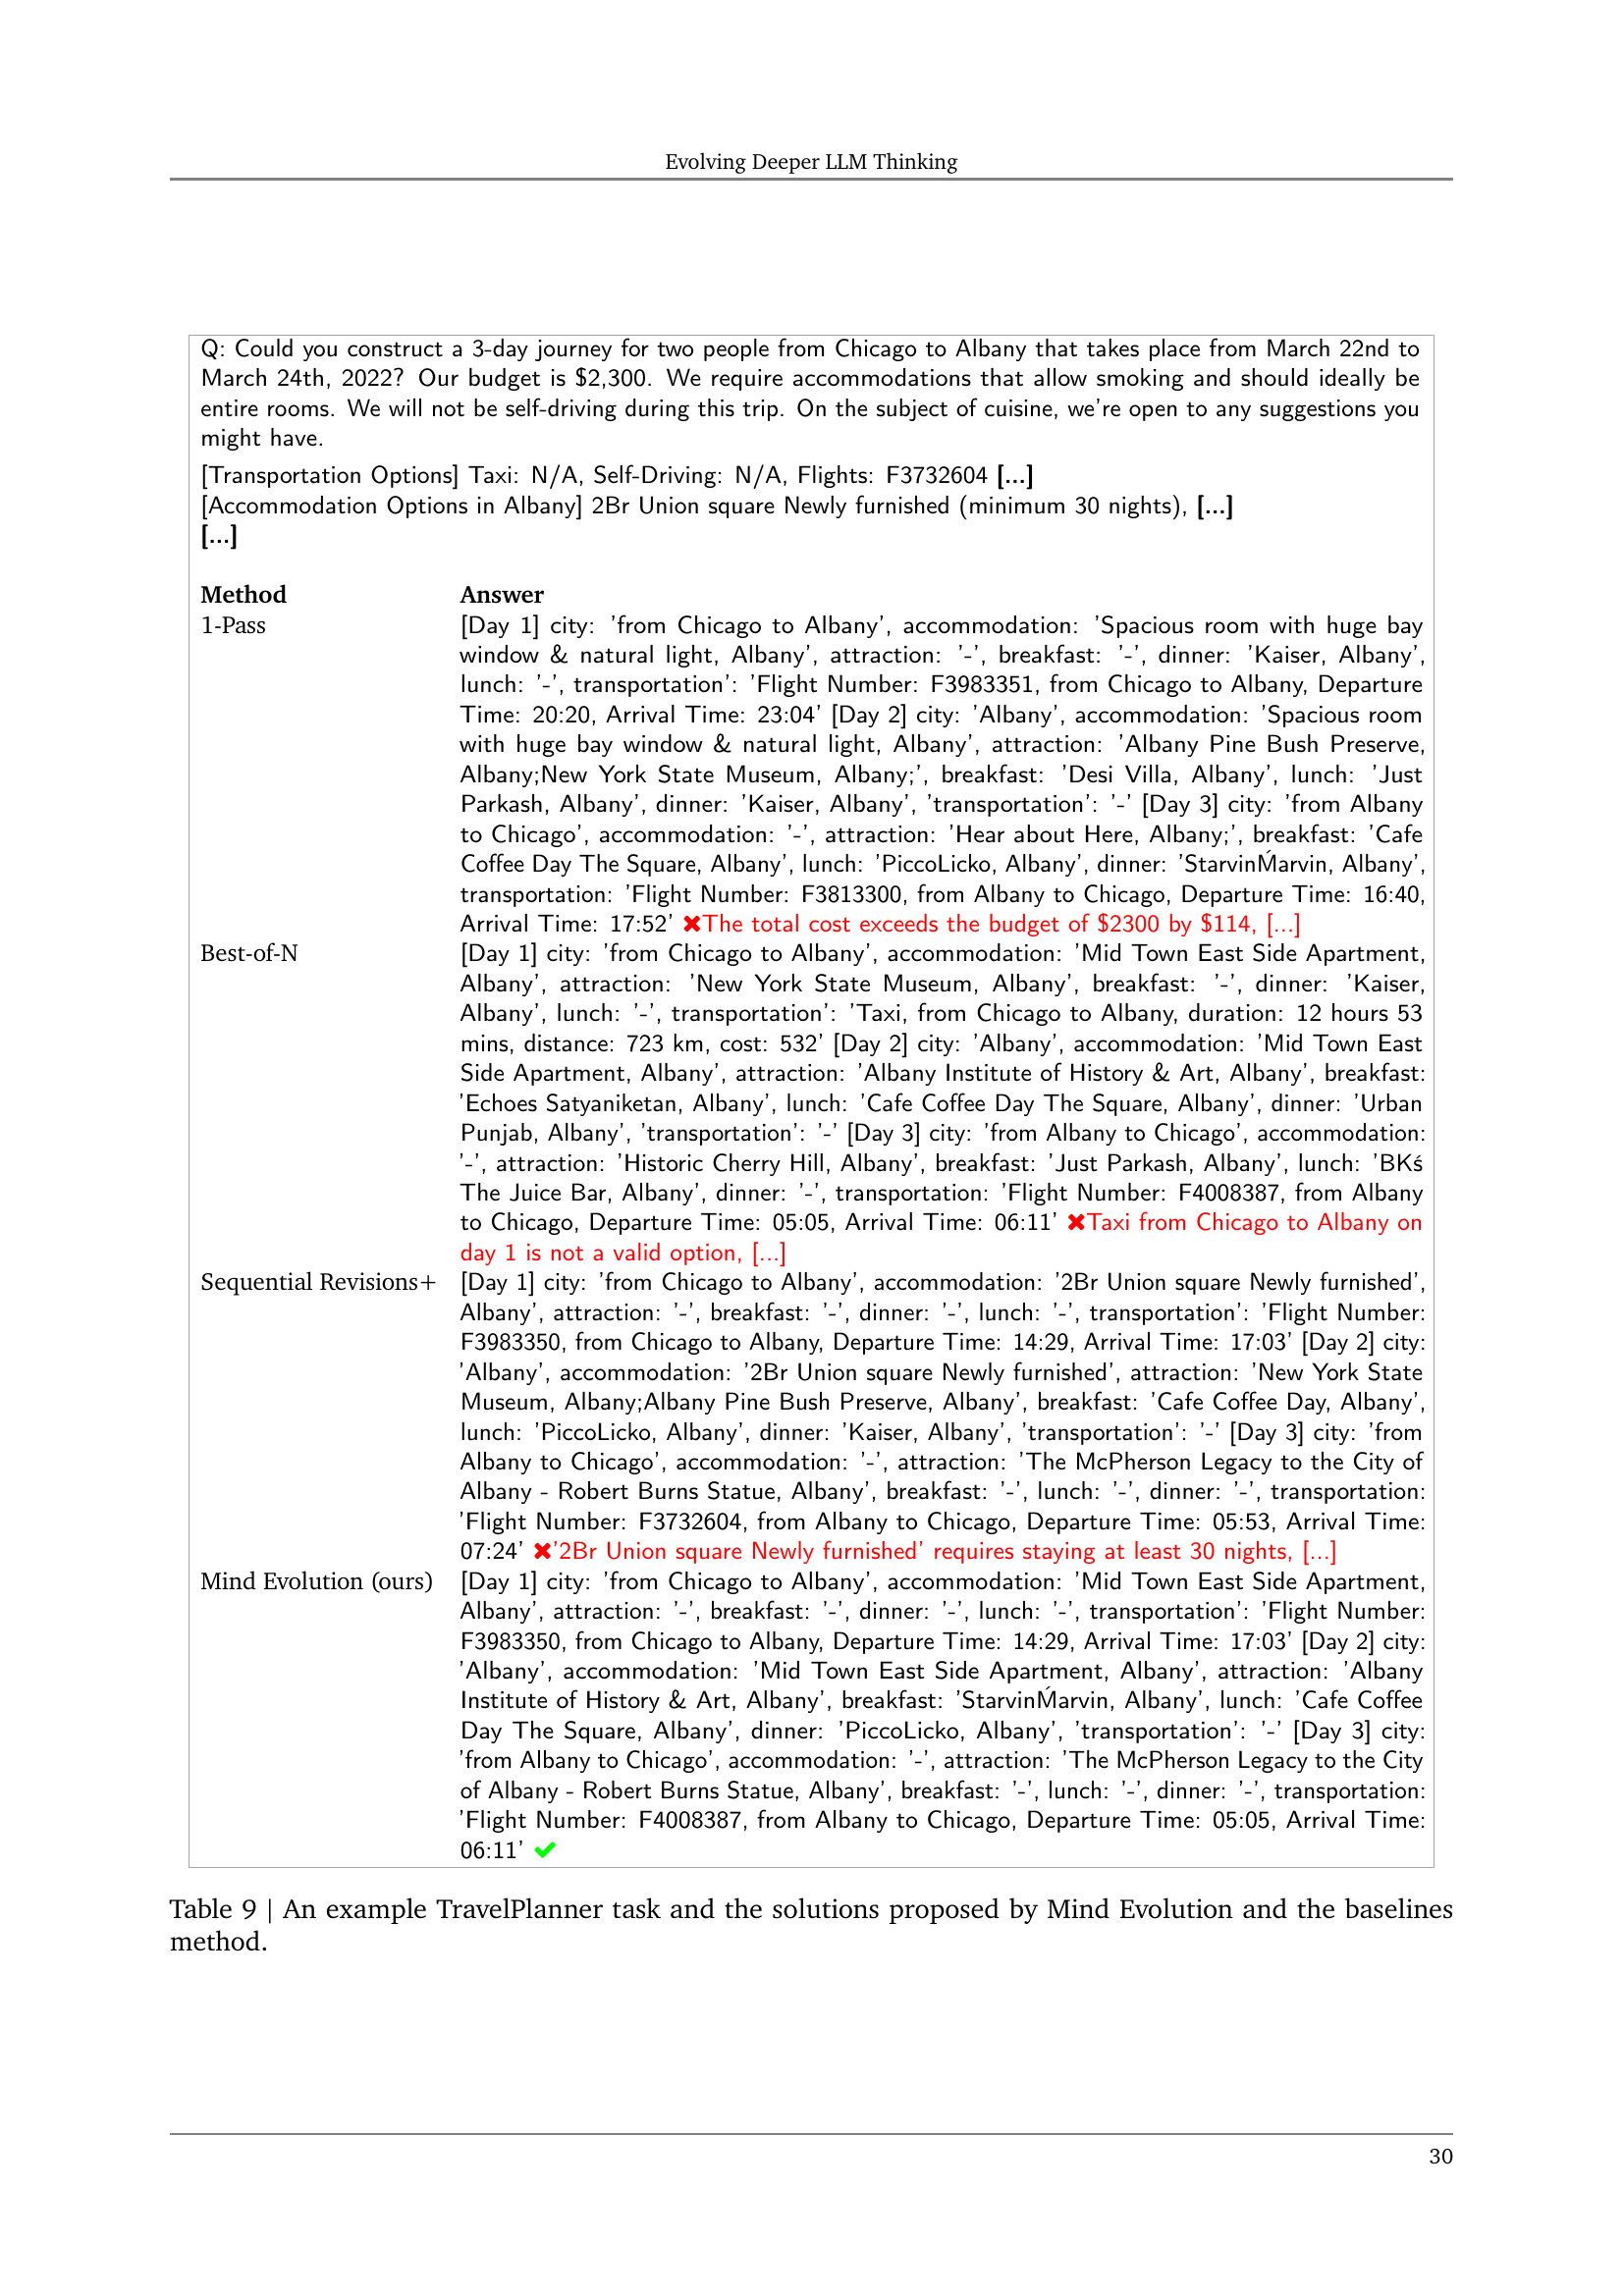 Evolving Deeper LLM Thinking
Q: Could you construct a 3-day journey for two people from Chicago to Albany that takes place from March 22nd to
March 24th, 2022? Our budget is $2,300. We require accommodations that allow smoking and should ideally be
entire rooms. We will not be self-driving during this trip. On the subject of cuisine, we're open to any suggestions you
might have.
[Transportation Options] Taxi: N/A, Self-Driving: N/A, Flights: F3732604 [...]
[Accommodation Options in Albany] 2Br Union square Newly furnished (minimum 30 nights), [...]
[...]
Method Answer
1-Pass [Day 1] city: 'from Chicago to Albany', accommodation: 'Spacious room with huge bay
window & natural light, Albany', attraction: '-', breakfast: '-', dinner: 'Kaiser, Albany',
lunch: '-', transportation': 'Flight Number: F3983351, from Chicago to Albany, Departure
Time: 20:20, Arrival Time: 23:04' [Day 2] city: 'Albany', accommodation: 'Spacious room
with huge bay window & natural light, Albany', attraction: 'Albany Pine Bush Preserve,
Albany;New York State Museum, Albany;', breakfast: 'Desi Villa, Albany', lunch: 'Just
Parkash, Albany', dinner: 'Kaiser, Albany', 'transportation': '-' [Day 3] city: 'from Albany
to Chicago', accommodation: '-', attraction: 'Hear about Here, Albany;', breakfast: 'Cafe
Coffee Day The Square, Albany', lunch: 'PiccoLicko, Albany', dinner: 'StarvinḾarvin, Albany',
transportation: 'Flight Number: F3813300, from Albany to Chicago, Departure Time: 16:40,
Arrival Time: 17:52' ✘The total cost exceeds the budget of $2300 by $114, [...]
Best-of-N [Day 1] city: 'from Chicago to Albany', accommodation: 'Mid Town East Side Apartment,
Albany', attraction: 'New York State Museum, Albany', breakfast: '-', dinner: 'Kaiser,
Albany', lunch: '-', transportation': 'Taxi, from Chicago to Albany, duration: 12 hours 53
mins, distance: 723 km, cost: 532' [Day 2] city: 'Albany', accommodation: 'Mid Town East
Side Apartment, Albany', attraction: 'Albany Institute of History & Art, Albany', breakfast:
'Echoes Satyaniketan, Albany', lunch: 'Cafe Coffee Day The Square, Albany', dinner: 'Urban
Punjab, Albany', 'transportation': '-' [Day 3] city: 'from Albany to Chicago', accommodation:
'-', attraction: 'Historic Cherry Hill, Albany', breakfast: 'Just Parkash, Albany', lunch: 'BKś
The Juice Bar, Albany', dinner: '-', transportation: 'Flight Number: F4008387, from Albany
to Chicago, Departure Time: 05:05, Arrival Time: 06:11' ✘Taxi from Chicago to Albany on
day 1 is not a valid option, [...]
Sequential Revisions+ [Day 1] city: 'from Chicago to Albany', accommodation: '2Br Union square Newly furnished',
Albany', attraction: '-', breakfast: '-', dinner: '-', lunch: '-', transportation': 'Flight Number:
F3983350, from Chicago to Albany, Departure Time: 14:29, Arrival Time: 17:03' [Day 2] city:
'Albany', accommodation: '2Br Union square Newly furnished', attraction: 'New York State
Museum, Albany;Albany Pine Bush Preserve, Albany', breakfast: 'Cafe Coffee Day, Albany',
lunch: 'PiccoLicko, Albany', dinner: 'Kaiser, Albany', 'transportation': '-' [Day 3] city: 'from
Albany to Chicago', accommodation: '-', attraction: 'The McPherson Legacy to the City of
Albany - Robert Burns Statue, Albany', breakfast: '-', lunch: '-', dinner: '-', transportation:
'Flight Number: F3732604, from Albany to Chicago, Departure Time: 05:53, Arrival Time:
07:24' ✘'2Br Union square Newly furnished' requires staying at least 30 nights, [...]
Mind Evolution (ours) [Day 1] city: 'from Chicago to Albany', accommodation: 'Mid Town East Side Apartment,
Albany', attraction: '-', breakfast: '-', dinner: '-', lunch: '-', transportation': 'Flight Number:
F3983350, from Chicago to Albany, Departure Time: 14:29, Arrival Time: 17:03' [Day 2] city:
'Albany', accommodation: 'Mid Town East Side Apartment, Albany', attraction: 'Albany
Institute of History & Art, Albany', breakfast: 'StarvinḾarvin, Albany', lunch: 'Cafe Coffee
Day The Square, Albany', dinner: 'PiccoLicko, Albany', 'transportation': '-' [Day 3] city:
'from Albany to Chicago', accommodation: '-', attraction: 'The McPherson Legacy to the City
of Albany - Robert Burns Statue, Albany', breakfast: '-', lunch: '-', dinner: '-', transportation:
'Flight Number: F4008387, from Albany to Chicago, Departure Time: 05:05, Arrival Time:
06:11' ✔
Table 9 | An example TravelPlanner task and the solutions proposed by Mind Evolution and the baselines
method.
30